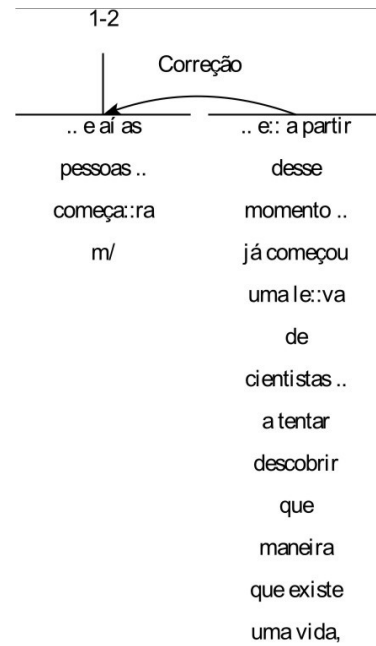 1-2
Correção
.. e aí as
pessoas ..
começa::ra
m/
.. e:: a partir
desse
momento ..
já começou
uma le::va
de
cientistas ..
a tentar
descobrir
que
maneira
que existe
uma vida,